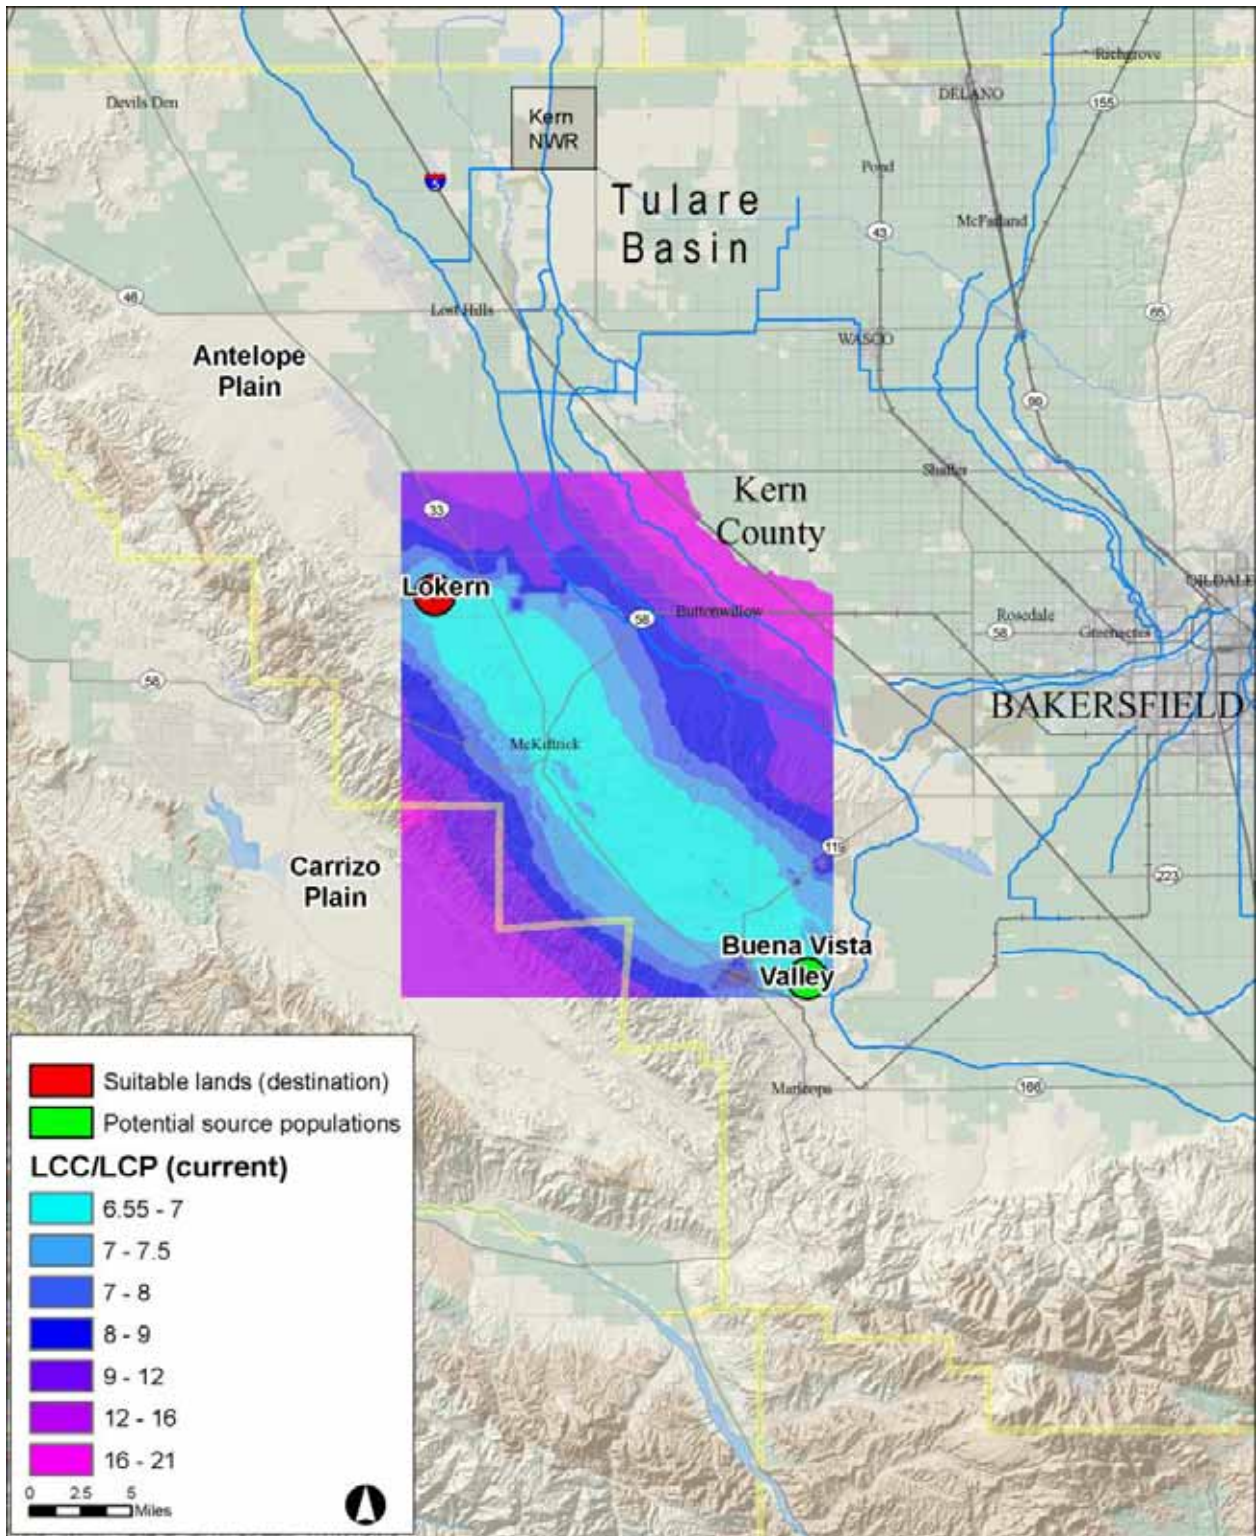 Richgrove
Devils Den
DELANO
155
Kern
NWR
5
Pond
Tulare
Basin
McFarland
43
46
Lost Hills
65
WASCO
Antelope
Plain
99
Shafter
Kern
County
33
OILDALE
Lokern
Buttonwillow
58
Rosedale
58
Greenacres
58
BAKERSFIELD
McKittrick
119
Carrizo
Plain
223
Buena Vista
Valley
Maricopa
166
Suitable lands (destination)
Potential source populations
LCC/LCP (current)
6.55 - 7
7 - 7.5
7 - 8
8 - 9
9 - 12
12 - 16
16 - 21
0 2.5 5
Miles